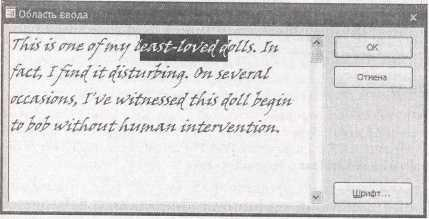 Область ввода
This is one of my least-loved dolls. In
fact, I find it disturbing. On several
occasions, I've witnessed this doll begin
to bob without human intervention.
OK
Отмена
Шрифт...